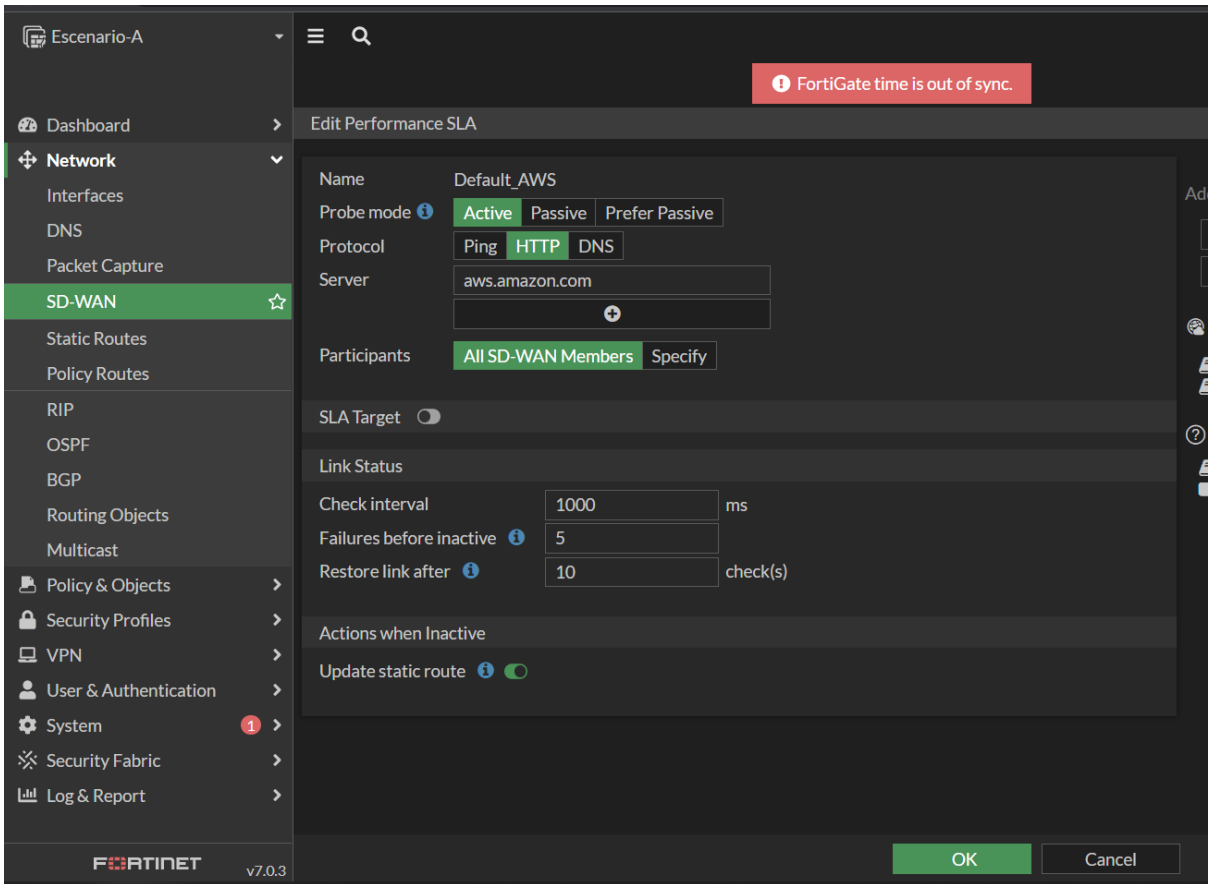 Escenario-A
FortiGate time is out of sync.
Dashboard
Network
Interfaces
DNS
Packet Capture
SD-WAN
Static Routes
Policy Routes
RIP
OSPF
BGP
Routing Objects
Multicast
Policy & Objects
Security Profiles
VPN
User & Authentication
System 1
Security Fabric
Log & Report
FORTINET v7.0.3
Edit Performance SLA
Name Default_AWS
Probe mode Active Passive Prefer Passive
Protocol Ping HTTP DNS
Server aws.amazon.com
Participants All SD-WAN Members Specify
SLA Target
Link Status
Check interval 1000 ms
Failures before inactive 5
Restore link after 10 check(s)
Actions when Inactive
Update static route
OK Cancel